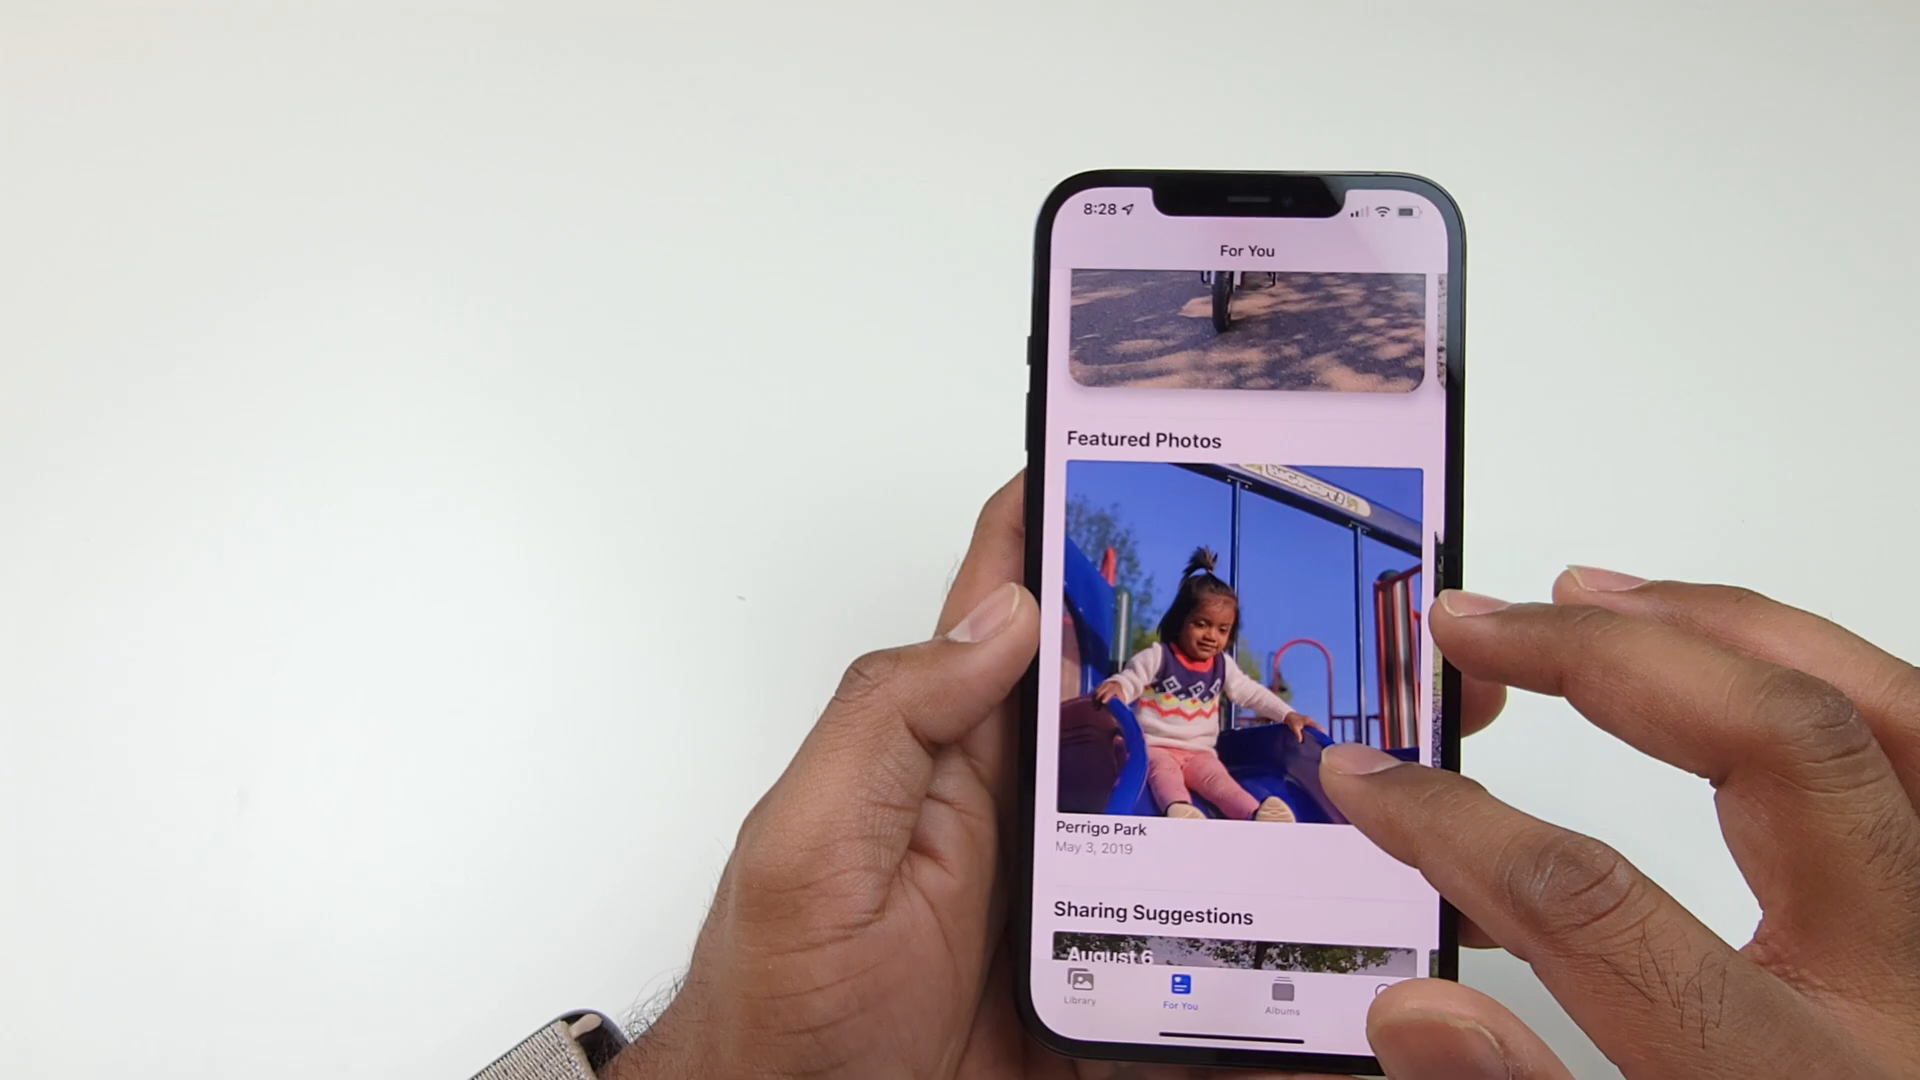 8:28
For You
Featured Photos
Perrigo Park
May 3, 2019
Sharing Suggestions
August 6
Library
For You
Albums